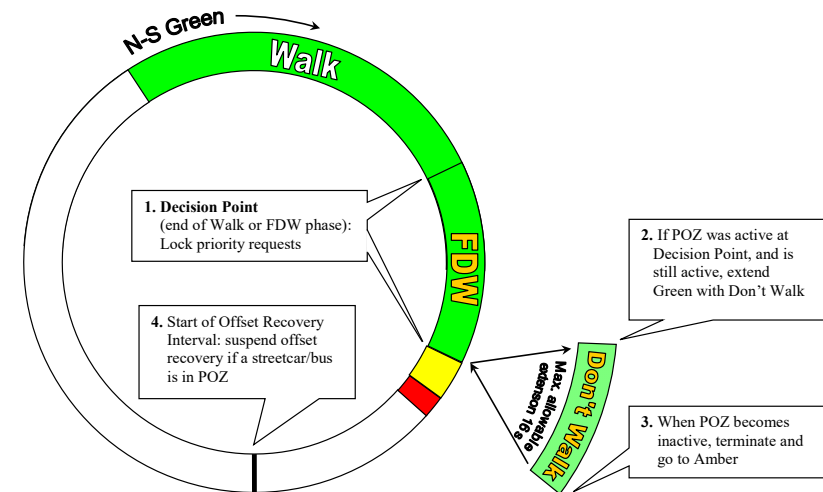 N-S Green
Walk
1. Decision Point
(end of Walk or FDW phase):
Lock priority requests
FDW
2. If POZ was active at
Decision Point, and is
still active, extend
Green with Don't Walk
4. Start of Offset Recovery
Interval: suspend offset
recovery if a streetcar/bus
is in POZ
Don't Walk
Max. allowable
extenson 16 s
3. When POZ becomes
inactive, terminate and
go to Amber